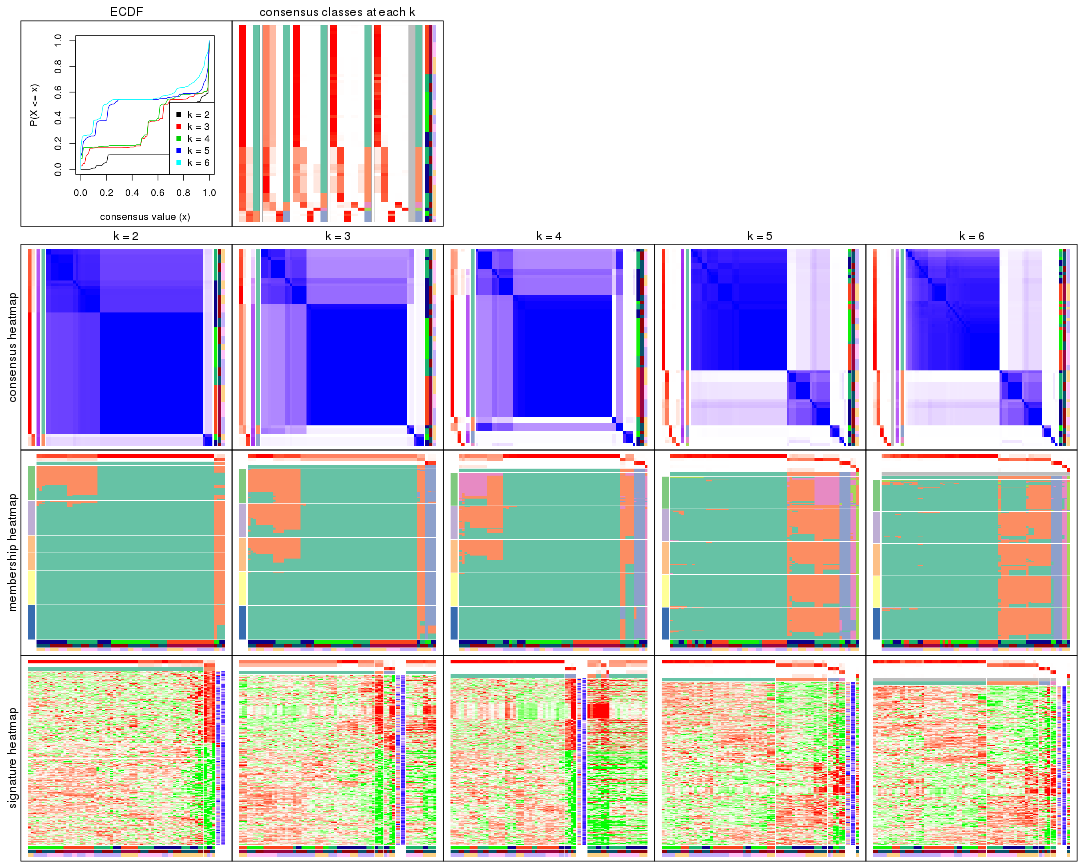 ECDF
consensus classes at each k
P(X <= x)
0.0 0.2 0.4 0.6 0.8 1.0
k = 2
k = 3
k = 4
k = 5
k = 6
0.0 0.2 0.4 0.6 0.8 1.0
consensus value (x)
k = 2 k = 3 k = 4 k = 5 k = 6
consensus heatmap
membership heatmap
signature heatmap